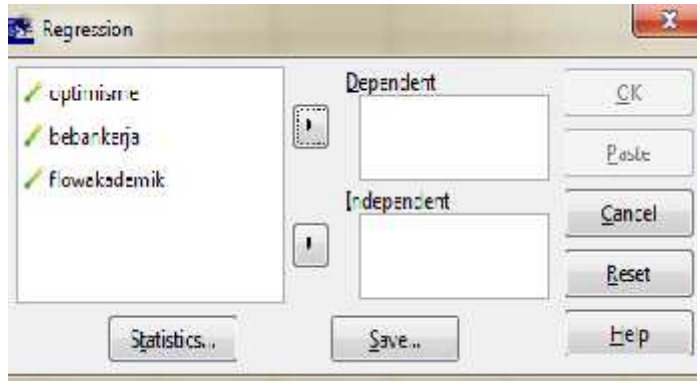 Regression
optimisme
bebankerja
flowakademik
Dependent
Independent
OK
Paste
Cancel
Reset
Help
Statistics...
Save...